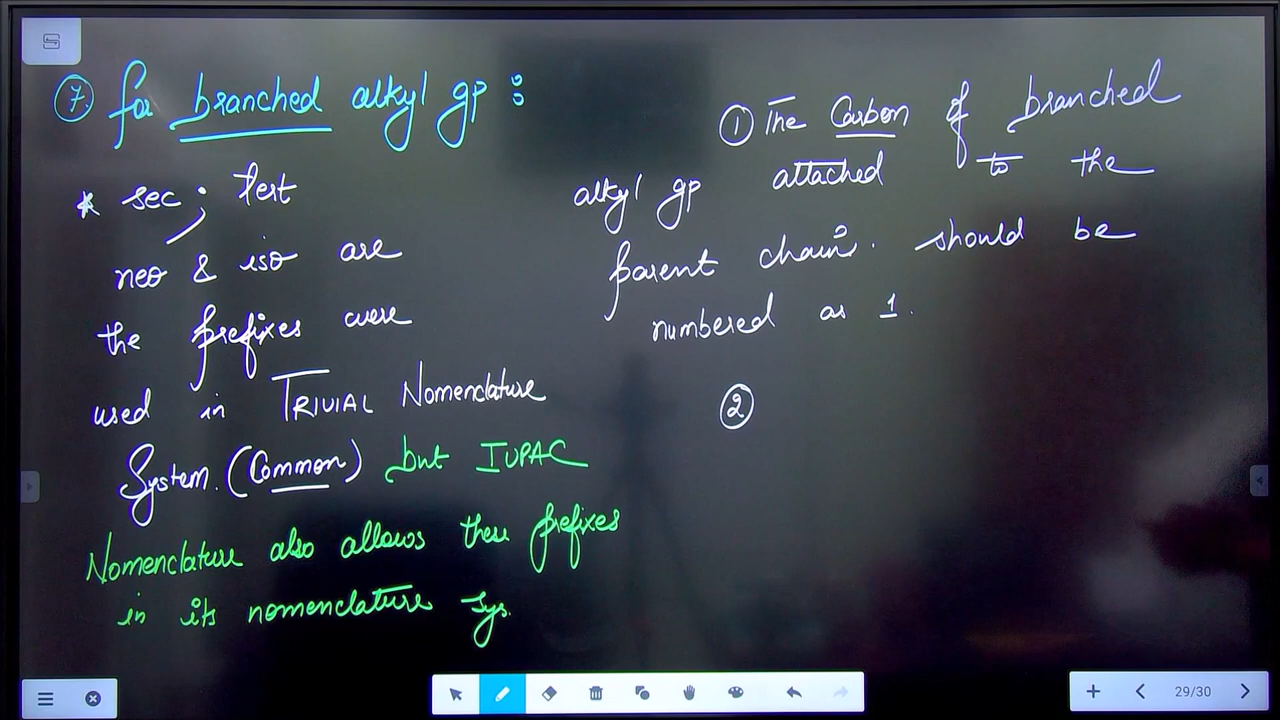 7. for branched alkyl gp :
* sec ; tert
neo & iso are
the prefixes were
used in TRIVIAL Nomenclature
System. (Common) but IUPAC
Nomenclature also allows these prefixes
in its nomenclature sys.
① The Carbon of branched
alkyl gp attached to the
parent chain. should be
numbered as 1.
②
29/30